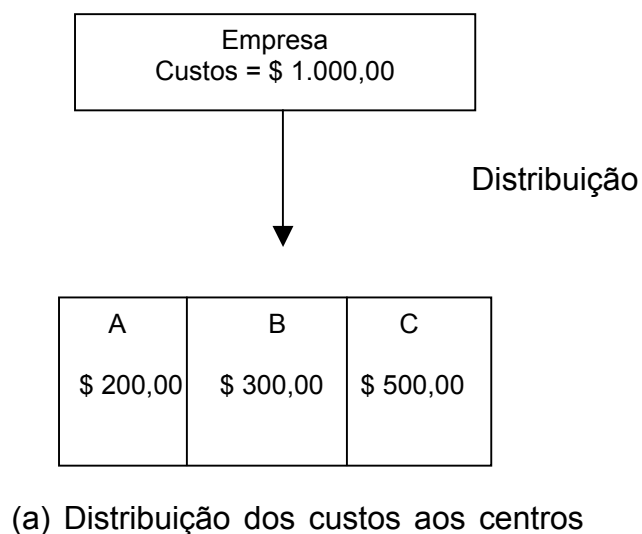 Empresa
Custos = $ 1.000,00
Distribuição
A B C
$ 200,00 $ 300,00 $ 500,00
(a) Distribuição dos custos aos centros